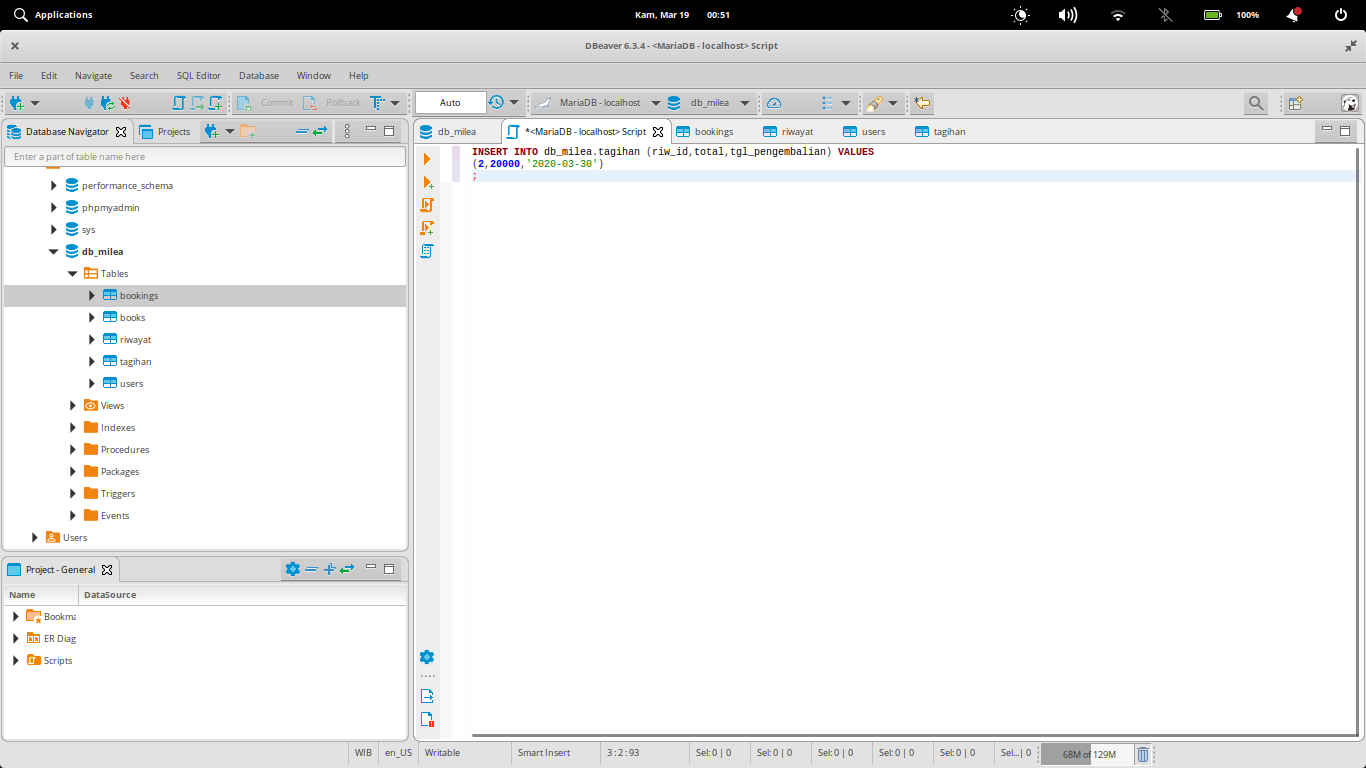 Applications
Kam, Mar 19 00:51
100%
DBeaver 6.3.4 - <MariaDB - localhost> Script
File Edit Navigate Search SQL Editor Database Window Help
Commit Rollback Auto MariaDB - localhost db_milea
Database Navigator Projects
Enter a part of table name here
performance_schema
phpmyadmin
sys
db_milea
Tables
bookings
books
riwayat
tagihan
users
Views
Indexes
Procedures
Packages
Triggers
Events
Users
Project - General
Name DataSource
Bookma
ER Diag
Scripts
db_milea *<MariaDB - localhost> Script bookings riwayat users tagihan
INSERT INTO db_milea.tagihan (riw_id,total,tgl_pengembalian) VALUES
(2,20000,'2020-03-30')
;
WIB en_US Writable Smart Insert 3 : 2 : 93 Sel: 0 | 0 Sel: 0 | 0 Sel: 0 | 0 Sel: 0 | 0 Sel: 0 | 0 Sel...| 0 68M of 129M